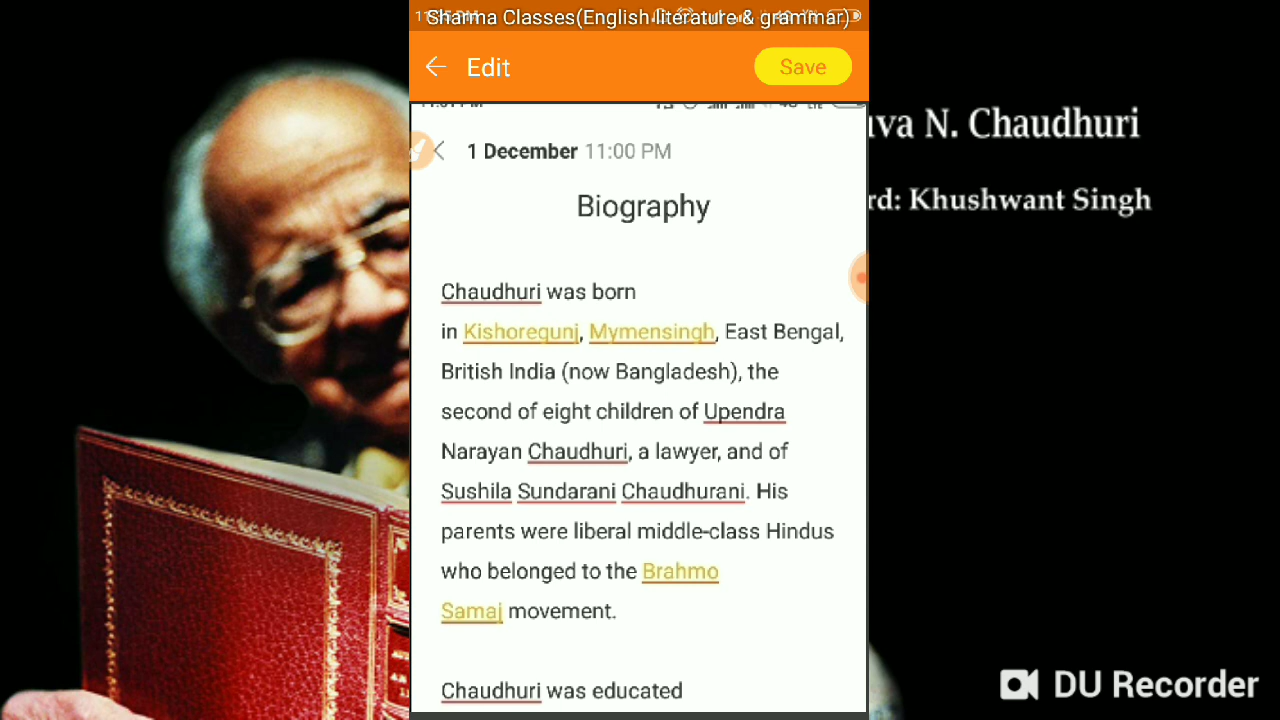 Sharma Classes(English literature & grammar)
Edit
Save
1 December 11:00 PM
Biography
Chaudhuri was born
in Kishoregunj, Mymensingh, East Bengal,
British India (now Bangladesh), the
second of eight children of Upendra
Narayan Chaudhuri, a lawyer, and of
Sushila Sundarani Chaudhurani. His
parents were liberal middle-class Hindus
who belonged to the Brahmo
Samaj movement.
Chaudhuri was educated
N. Chaudhuri
Khushwant Singh
DU Recorder